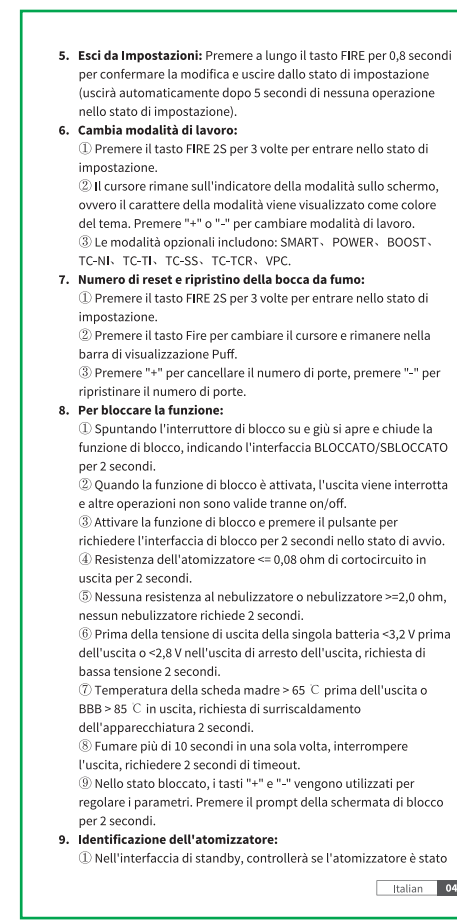 5. Esci da Impostazioni: Premere a lungo il tasto FIRE per 0,8 secondi
per confermare la modifica e uscire dallo stato di impostazione
(uscirà automaticamente dopo 5 secondi di nessuna operazione
nello stato di impostazione).
6. Cambia modalità di lavoro:
① Premere il tasto FIRE 2S per 3 volte per entrare nello stato di
impostazione.
② Il cursore rimane sull'indicatore della modalità sullo schermo,
ovvero il carattere della modalità viene visualizzato come colore
del tema. Premere "+" o "-" per cambiare modalità di lavoro.
③ Le modalità opzionali includono: SMART、POWER、BOOST、
TC-NI、TC-TI、TC-SS、TC-TCR、VPC.
7. Numero di reset e ripristino della bocca da fumo:
① Premere il tasto FIRE 2S per 3 volte per entrare nello stato di
impostazione.
② Premere il tasto Fire per cambiare il cursore e rimanere nella
barra di visualizzazione Puff.
③ Premere "+" per cancellare il numero di porte, premere "-" per
ripristinare il numero di porte.
8. Per bloccare la funzione:
① Spuntando l'interruttore di blocco su e giù si apre e chiude la
funzione di blocco, indicando l'interfaccia BLOCCATO/SBLOCCATO
per 2 secondi.
② Quando la funzione di blocco è attivata, l'uscita viene interrotta
e altre operazioni non sono valide tranne on/off.
③ Attivare la funzione di blocco e premere il pulsante per
richiedere l'interfaccia di blocco per 2 secondi nello stato di avvio.
④ Resistenza dell'atomizzatore <= 0,08 ohm di cortocircuito in
uscita per 2 secondi.
⑤ Nessuna resistenza al nebulizzatore o nebulizzatore >=2,0 ohm,
nessun nebulizzatore richiede 2 secondi.
⑥ Prima della tensione di uscita della singola batteria <3,2 V prima
dell'uscita o <2,8 V nell'uscita di arresto dell'uscita, richiesta di
bassa tensione 2 secondi.
⑦ Temperatura della scheda madre > 65 ℃ prima dell'uscita o
BBB > 85 ℃ in uscita, richiesta di surriscaldamento
dell'apparecchiatura 2 secondi.
⑧ Fumare più di 10 secondi in una sola volta, interrompere
l'uscita, richiedere 2 secondi di timeout.
⑨ Nello stato bloccato, i tasti "+" e "-" vengono utilizzati per
regolare i parametri. Premere il prompt della schermata di blocco
per 2 secondi.
9. Identificazione dell'atomizzatore:
① Nell'interfaccia di standby, controllerà se l'atomizzatore è stato
Italian 04